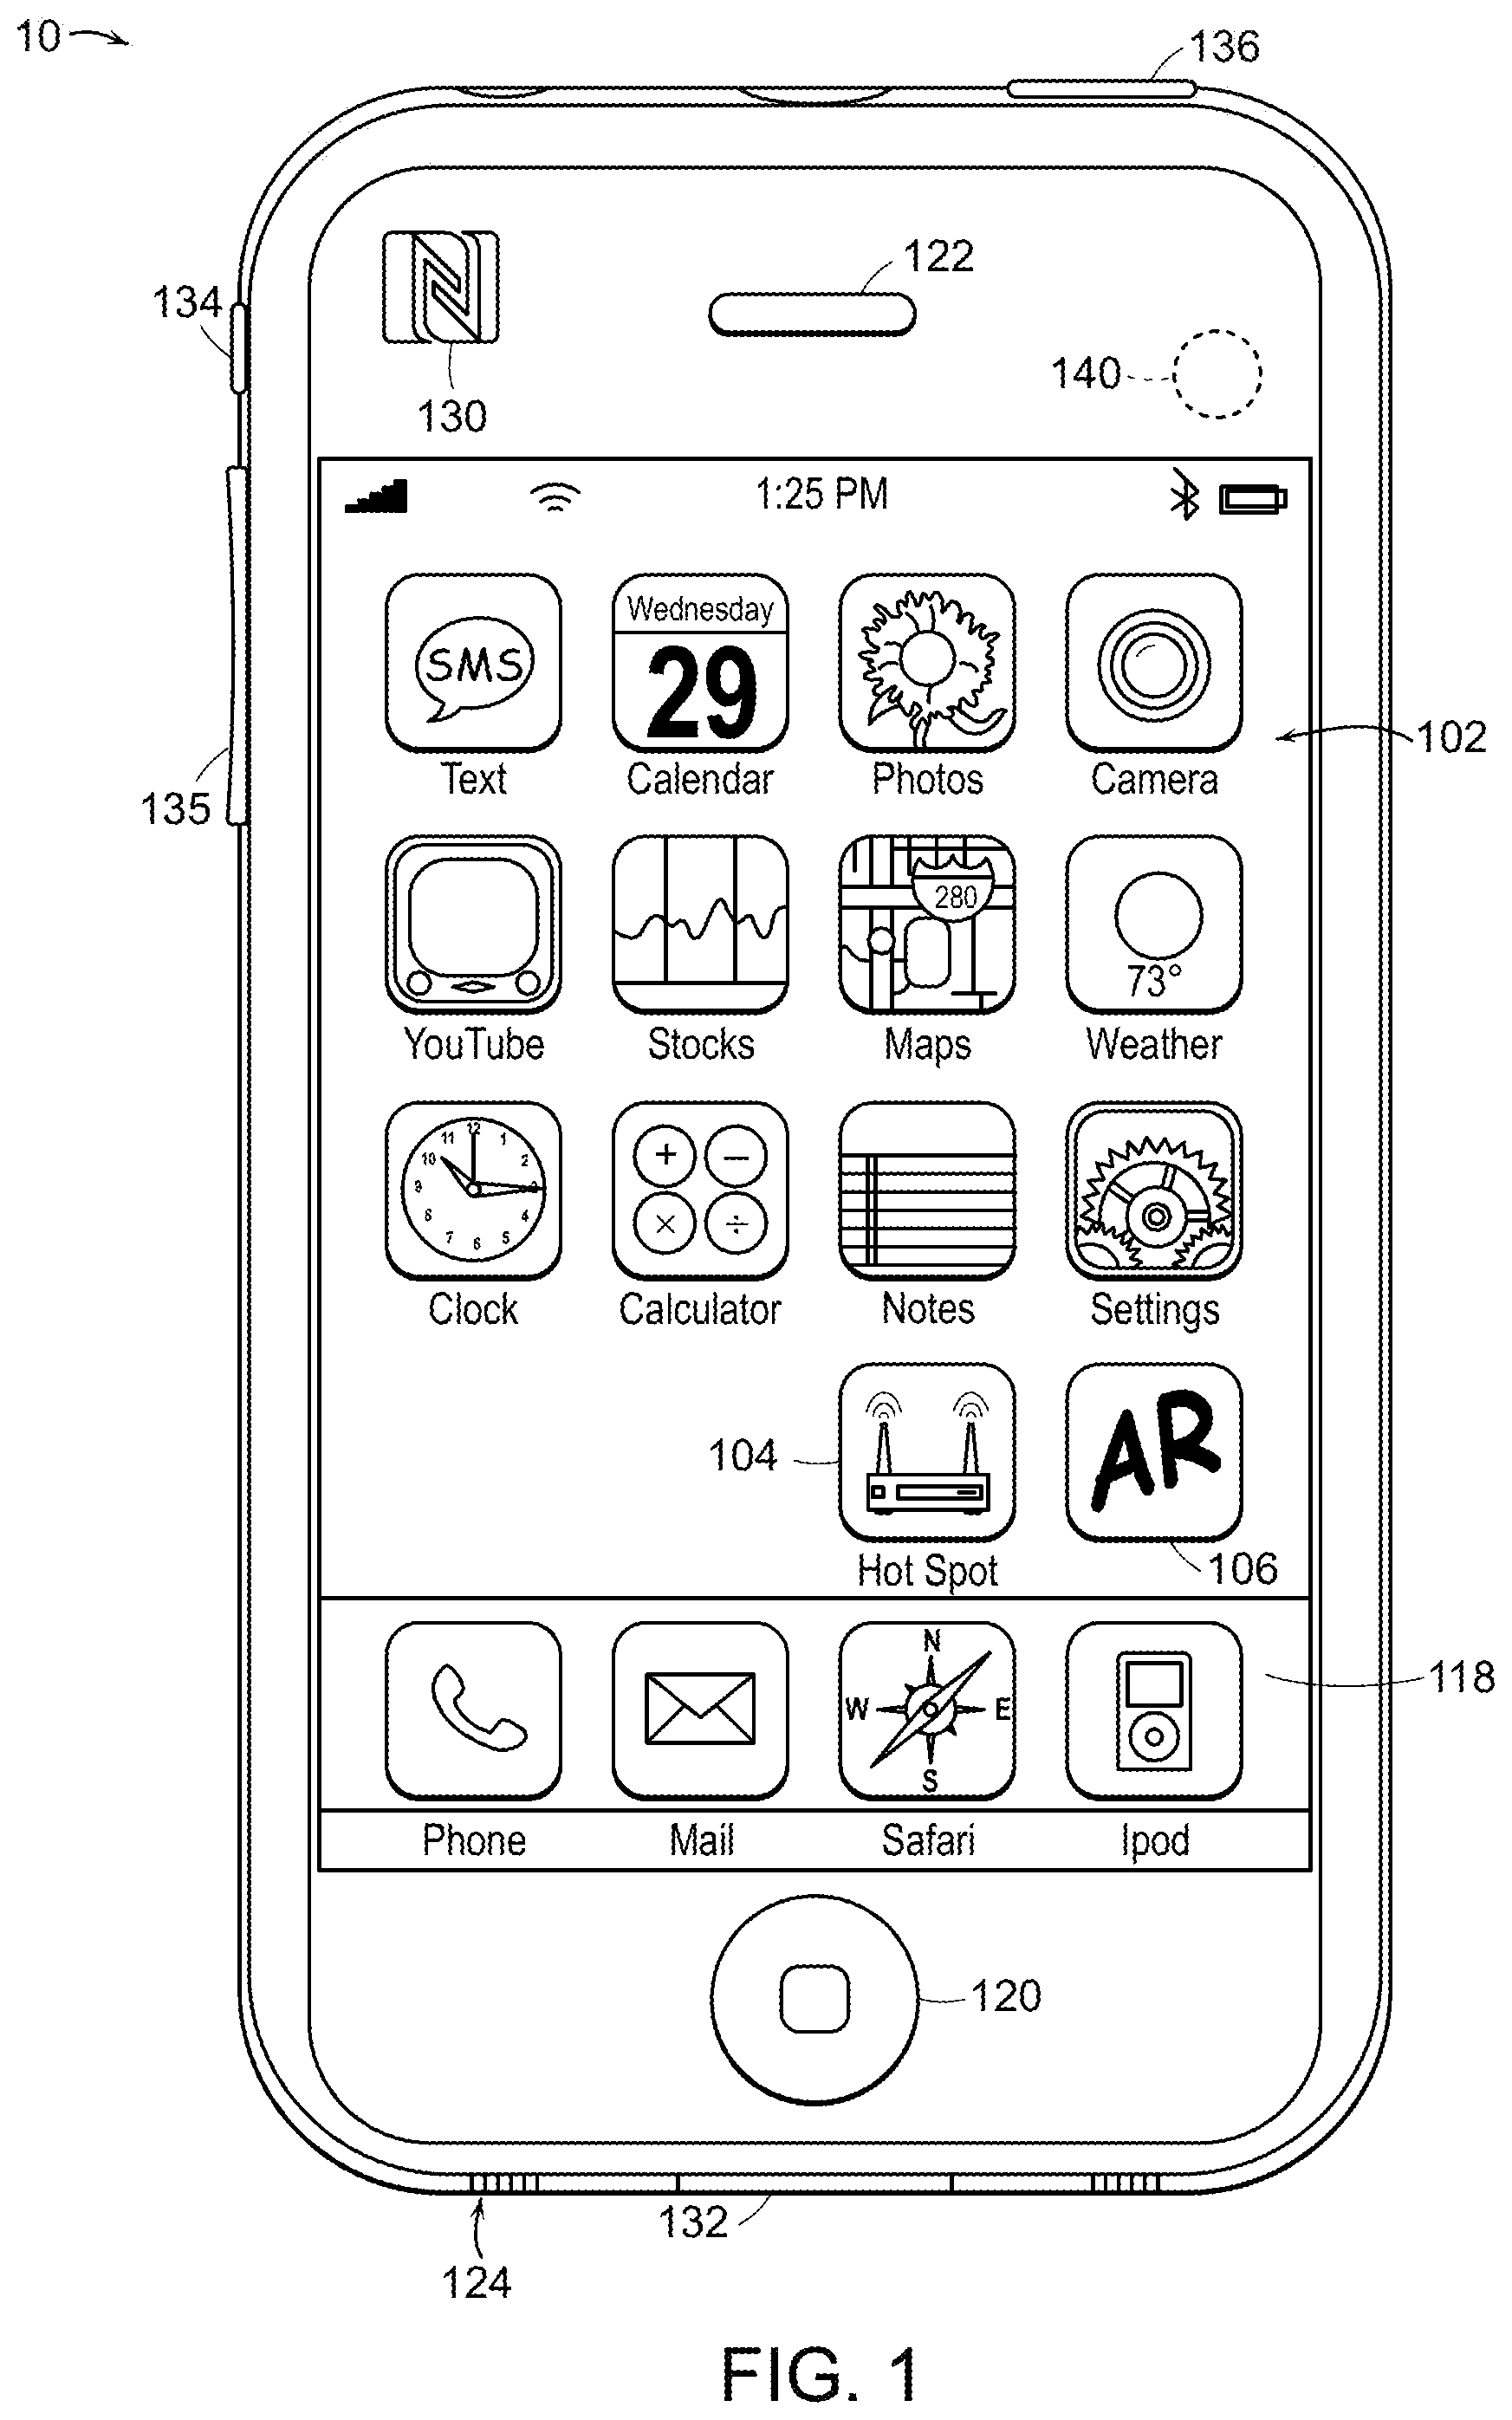 10
136
122
134
140
130
1:25 PM
Wednesday
SMS
29
Text Calendar Photos Camera
102
135
280
73°
YouTube Stocks Maps Weather
12
11 1
10 2
9 3
8 4
7 6 5
+ −
× ÷
Clock Calculator Notes Settings
104
AR
Hot Spot
106
N
W E
S
118
Phone Mail Safari Ipod
120
132
124
FIG. 1